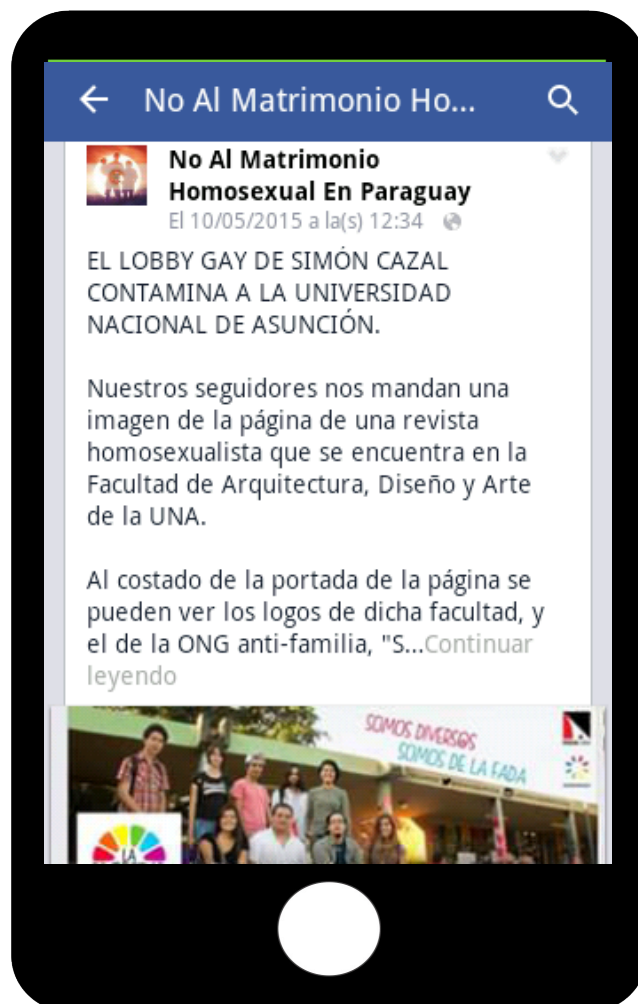 No Al Matrimonio Ho...
No Al Matrimonio
Homosexual En Paraguay
El 10/05/2015 a la(s) 12:34
EL LOBBY GAY DE SIMÓN CAZAL
CONTAMINA A LA UNIVERSIDAD
NACIONAL DE ASUNCIÓN.
Nuestros seguidores nos mandan una
imagen de la página de una revista
homosexualista que se encuentra en la
Facultad de Arquitectura, Diseño y Arte
de la UNA.
Al costado de la portada de la página se
pueden ver los logos de dicha facultad, y
el de la ONG anti-familia, "S...Continuar
leyendo
SOMOS DIVERS@S
SOMOS DE LA FADA
LA